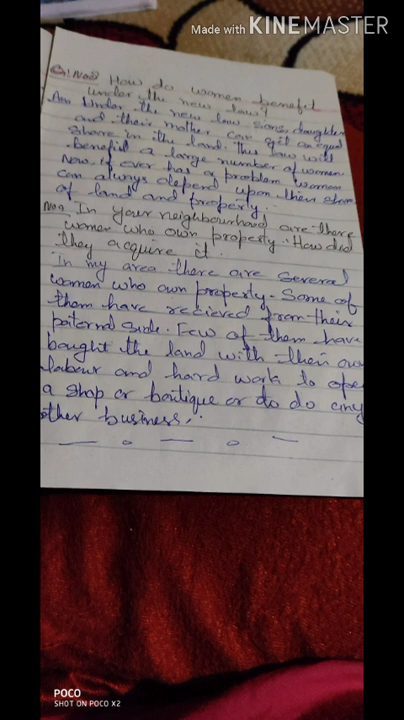 Made with KINEMASTER
Q: No8 How do women benefit
under the new law?
Ans Under the new law sons, daughters
and their mother can get an equal
share in the land. This law will
benefid a large number of women.
Now if ever has a problem women
can always depend upon their share
of land and property.
No9 In your neighbourhood are there
women who own property. How did
they acquire it.
In my area there are several
women who own property. Some of
them have recieved from their
paternal side. Few of them have
bought the land with their own
labour and hard work to ope
a shop or boutique or do do any
other business.
POCO
SHOT ON POCO X2